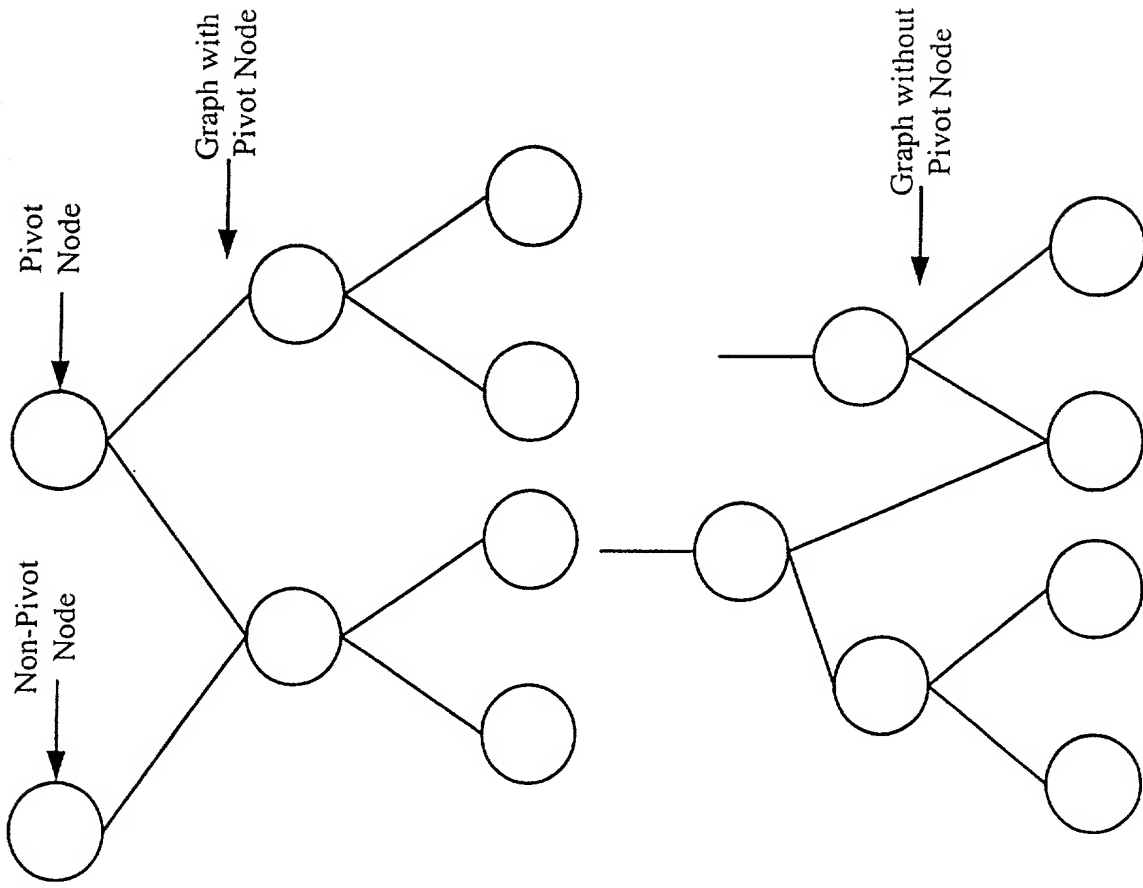 Non-Pivot
Node
Pivot
Node
Graph with
Pivot Node
Graph without
Pivot Node